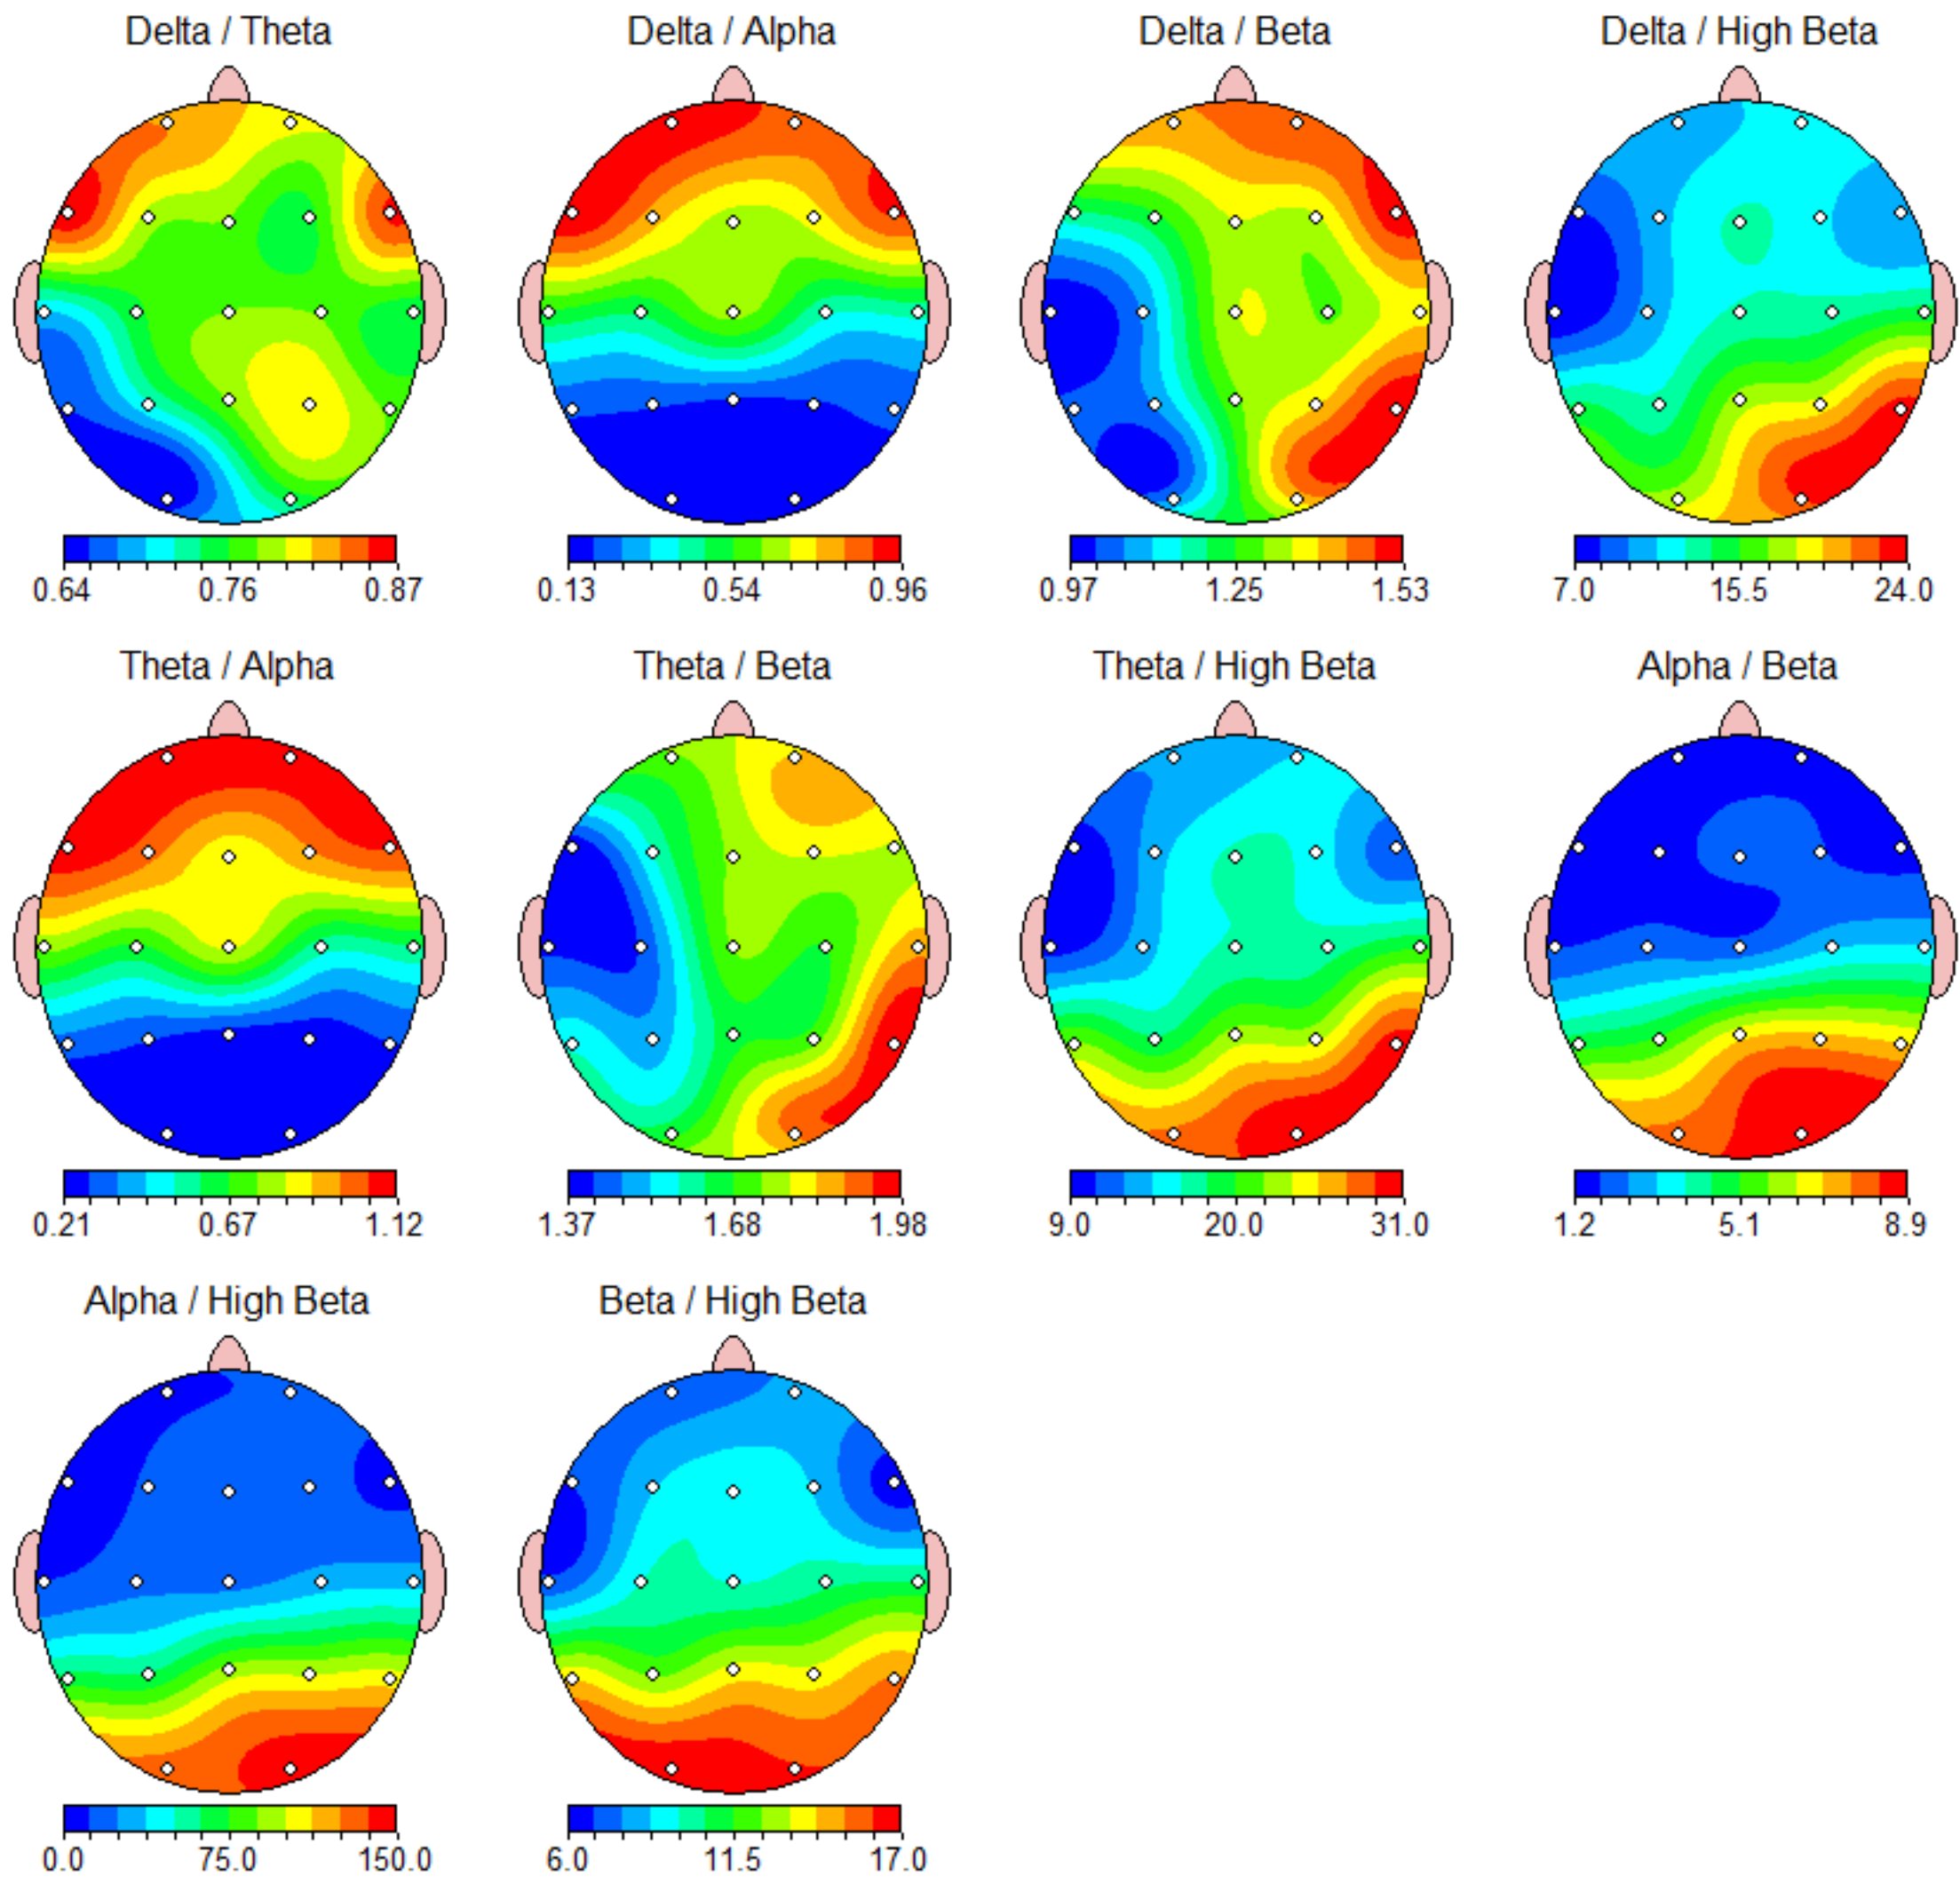 Delta / Theta
Delta / Alpha
Delta / Beta
Delta / High Beta
0.64 0.76 0.87
0.13 0.54 0.96
0.97 1.25 1.53
7.0 15.5 24.0
Theta / Alpha
Theta / Beta
Theta / High Beta
Alpha / Beta
0.21 0.67 1.12
1.37 1.68 1.98
9.0 20.0 31.0
1.2 5.1 8.9
Alpha / High Beta
Beta / High Beta
0.0 75.0 150.0
6.0 11.5 17.0